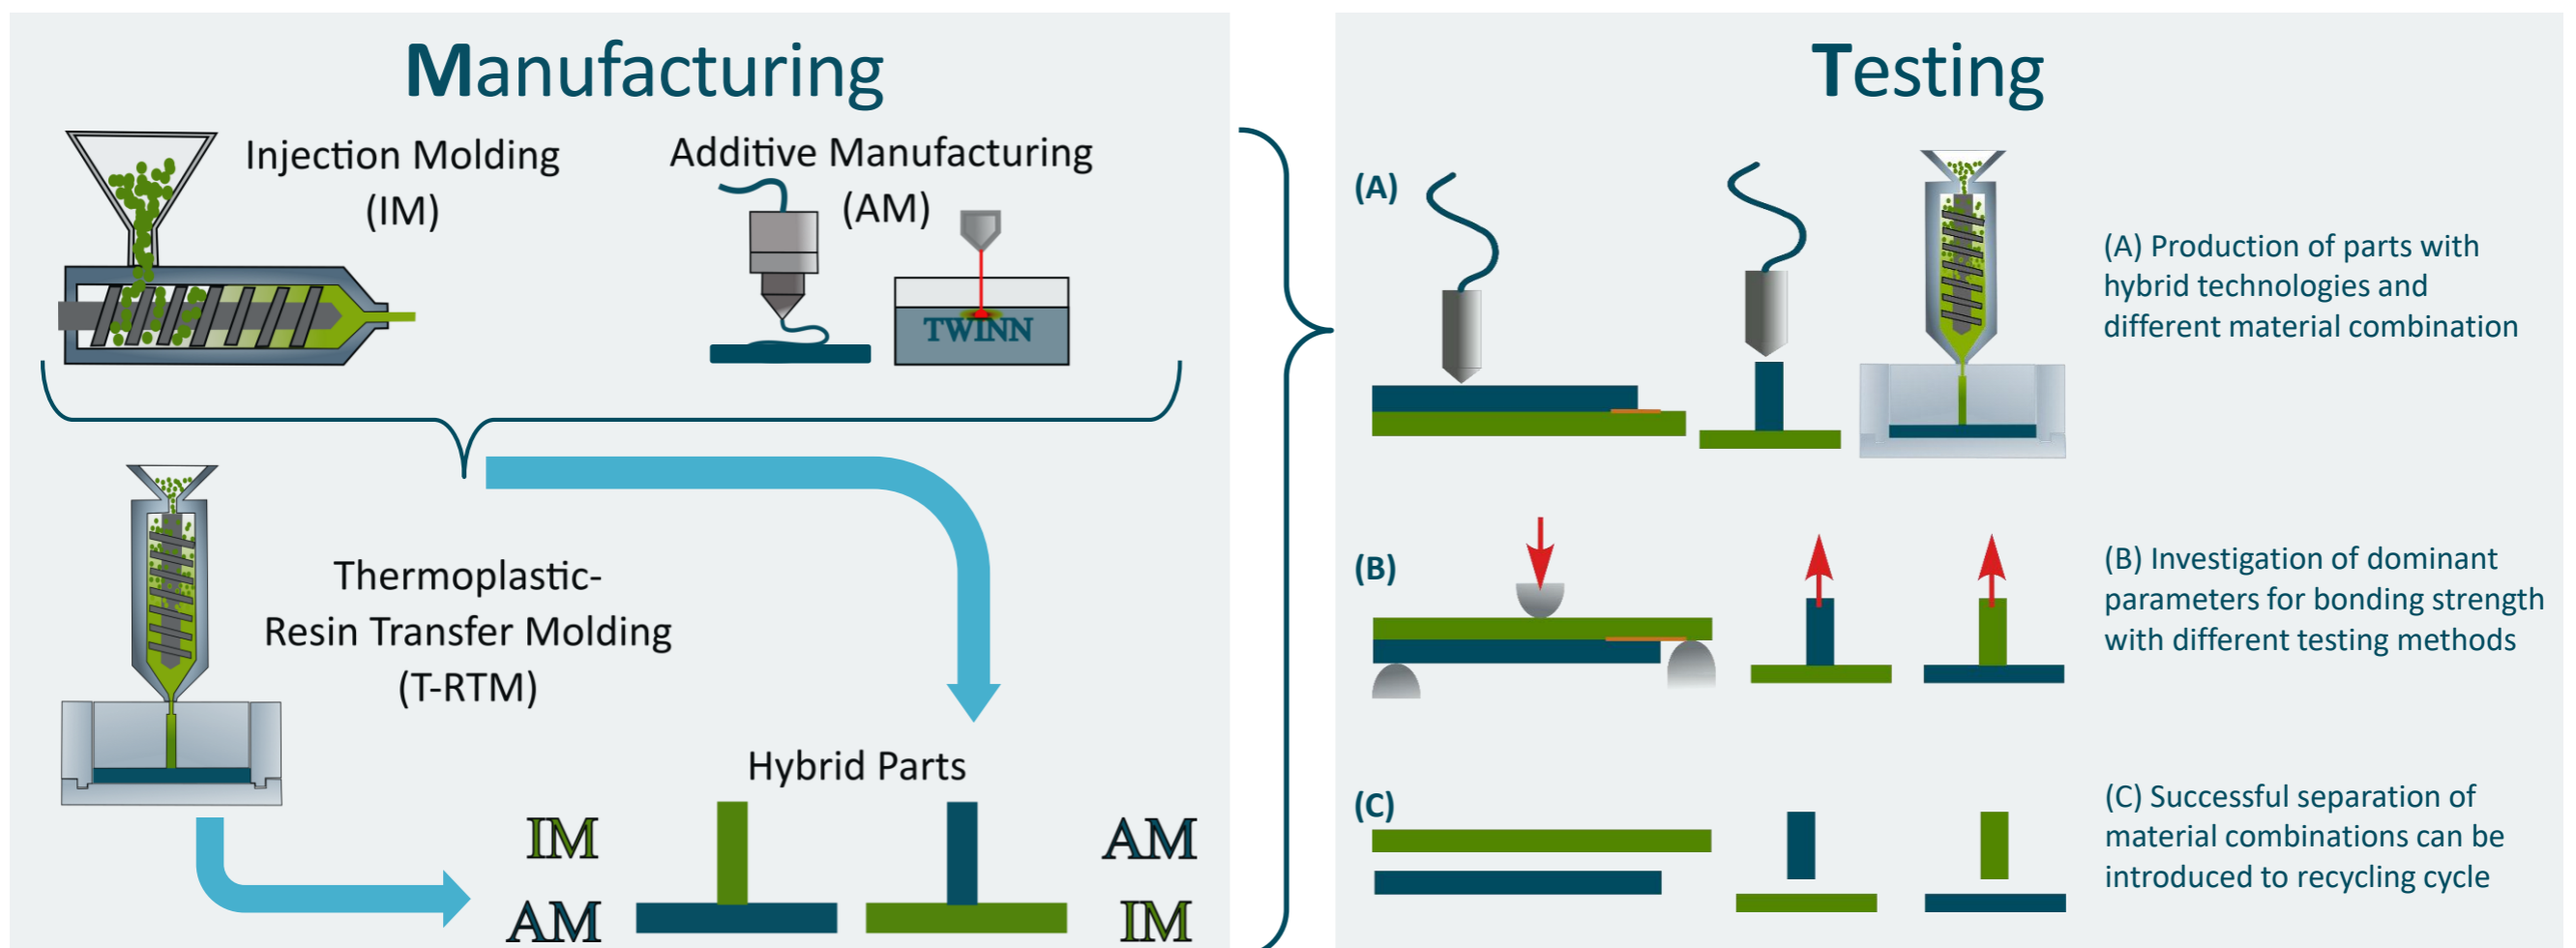 Manufacturing
Injection Molding
(IM)
Additive Manufacturing
(AM)
TWINN
Thermoplastic-
Resin Transfer Molding
(T-RTM)
Hybrid Parts
IM
AM
AM
IM
Testing
(A)
(A) Production of parts with
hybrid technologies and
different material combination
(B)
(B) Investigation of dominant
parameters for bonding strength
with different testing methods
(C)
(C) Successful separation of
material combinations can be
introduced to recycling cycle